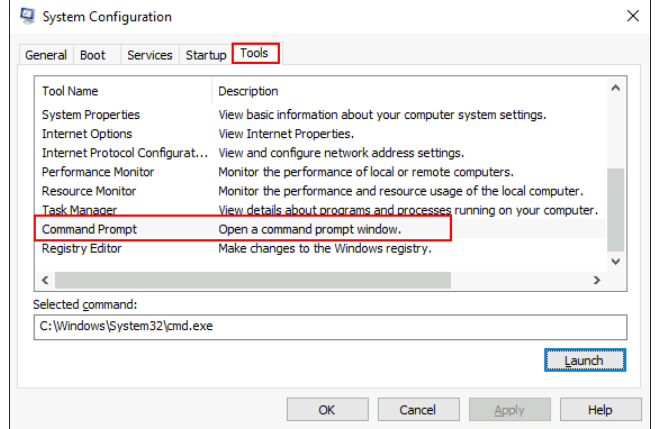 System Configuration
General Boot Services Startup Tools
Tool Name Description
System Properties View basic information about your computer system settings.
Internet Options View Internet Properties.
Internet Protocol Configurat... View and configure network address settings.
Performance Monitor Monitor the performance of local or remote computers.
Resource Monitor Monitor the performance and resource usage of the local computer.
Task Manager View details about programs and processes running on your computer.
Command Prompt Open a command prompt window.
Registry Editor Make changes to the Windows registry.
Selected command:
C:\Windows\System32\cmd.exe
Launch
OK Cancel Apply Help